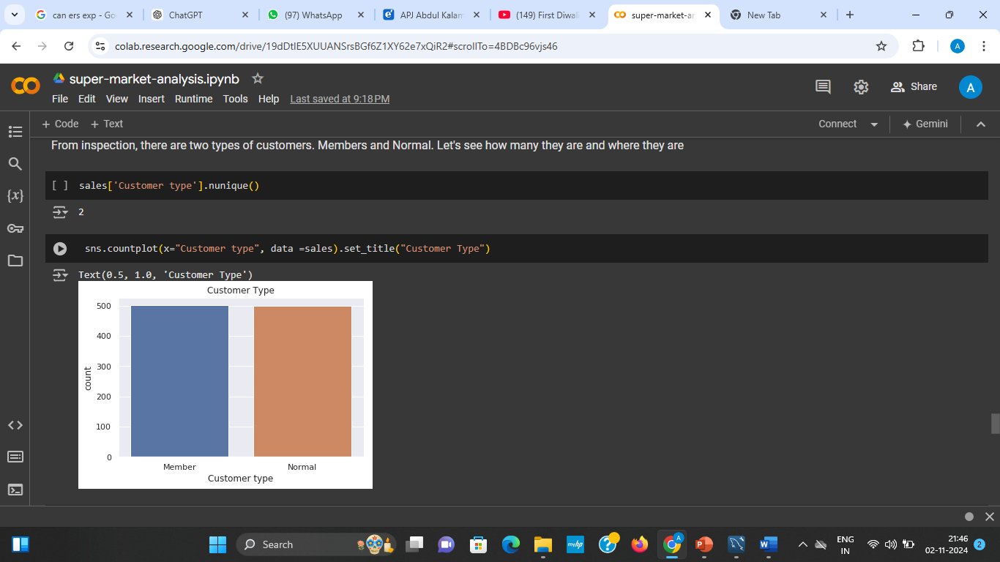 can ers exp - Go
ChatGPT
(97) WhatsApp
APJ Abdul Kalam
(149) First Diwali
super-market-an
New Tab
colab.research.google.com/drive/19dDtlE5XUUANSrsBGf6Z1XY62e7xQiR2#scrollTo=4BDBc96vjs46
A
super-market-analysis.ipynb
File Edit View Insert Runtime Tools Help Last saved at 9:18 PM
Share
A
+ Code + Text
Connect
Gemini
From inspection, there are two types of customers. Members and Normal. Let's see how many they are and where they are
[ ] sales['Customer type'].nunique()
{x}
2
sns.countplot(x="Customer type", data =sales).set_title("Customer Type")
Text(0.5, 1.0, 'Customer Type')
Customer Type
500
400
300
200
100
0
count
Member Normal
Customer type
Search
myhp
A
P
W
ENG
IN
21:46
02-11-2024
2